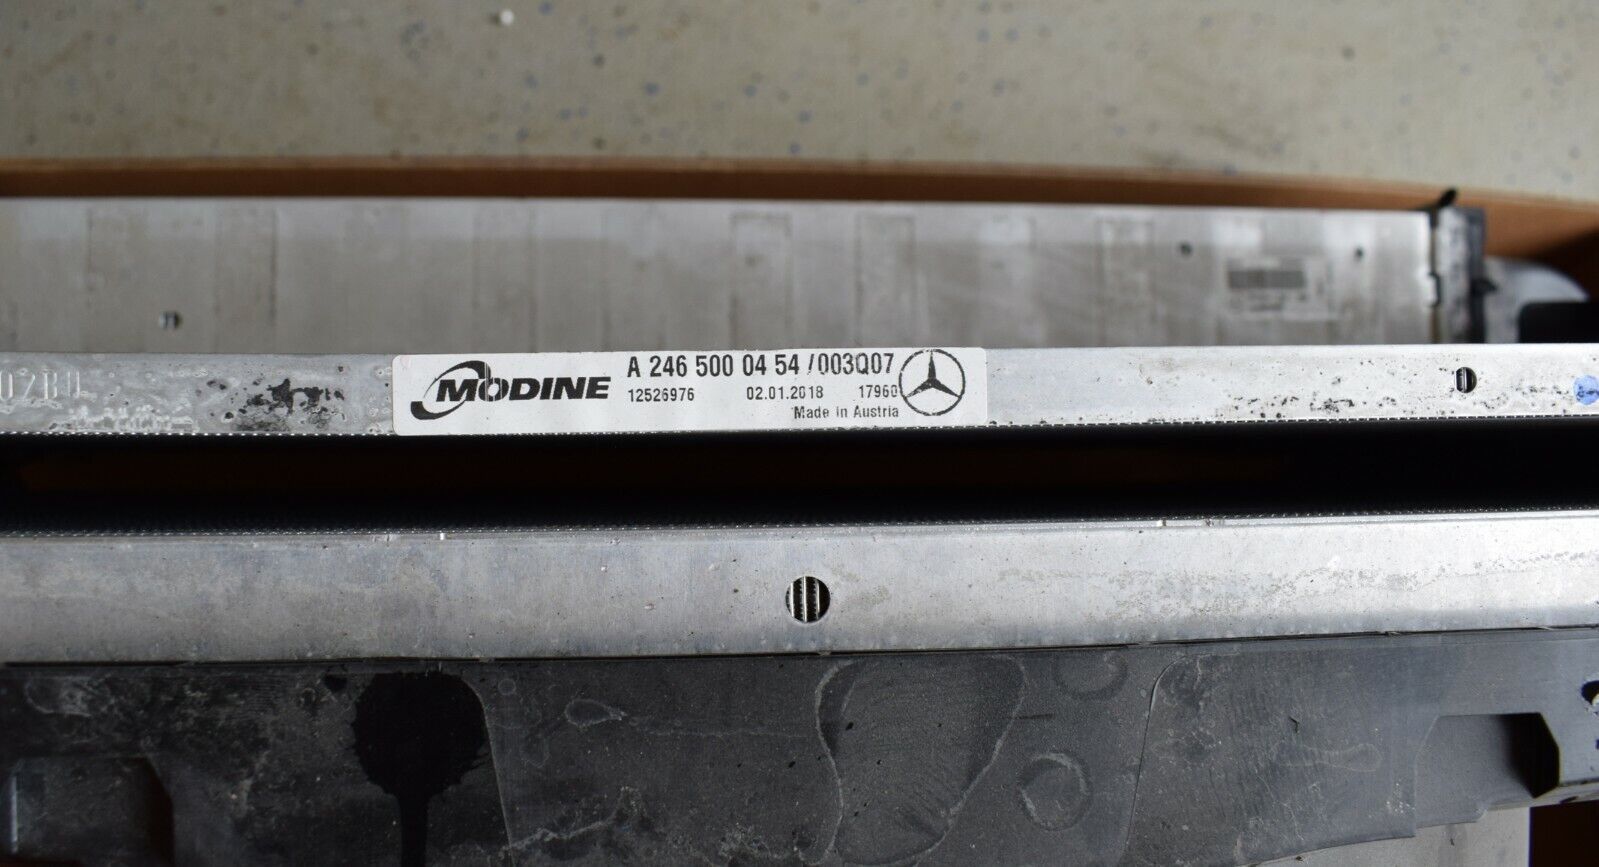 MODINE
A 246 500 04 54 /003Q07
12526976 02.01.2018 17960
Made in Austria